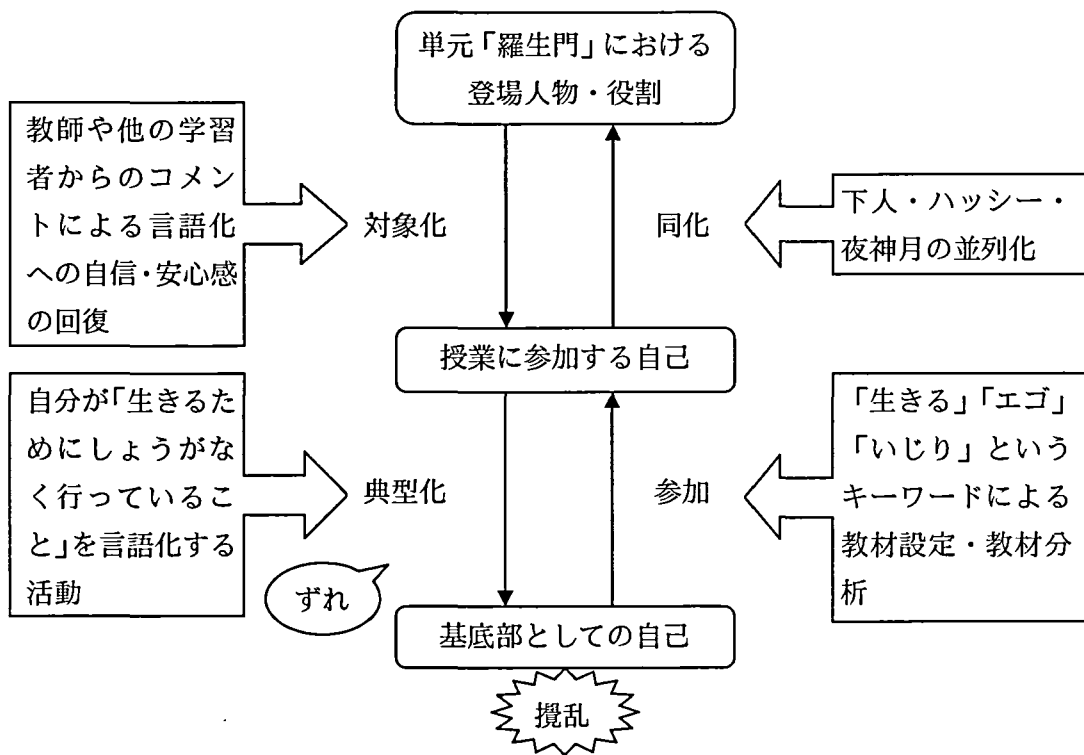 単元「羅生門」における
登場人物・役割
教師や他の学習
者からのコメン
トによる言語化
への自信・安心感
の回復
対象化
同化
下人・ハッシー・
夜神月の並列化
授業に参加する自己
自分が「生きるた
めにしょうがな
く行っているこ
と」を言語化する
活動
典型化
参加
「生きる」「エゴ」
「いじり」という
キーワードによる
教材設定・教材分
析
ずれ
基底部としての自己
攪乱